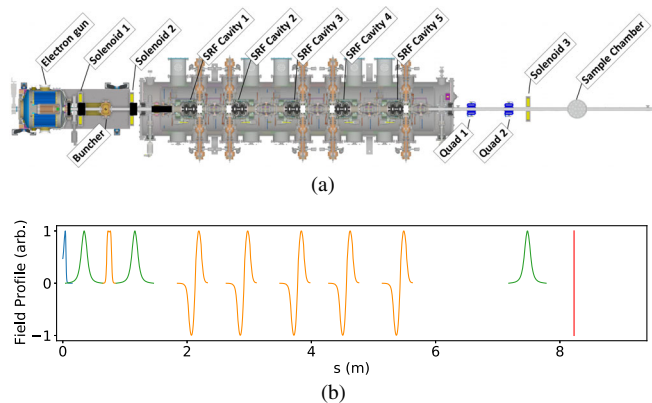 Electron gun
Solenoid 1
Solenoid 2
SRF Cavity 1
SRF Cavity 2
SRF Cavity 3
SRF Cavity 4
SRF Cavity 5
Solenoid 3
Sample Chamber
Buncher
Quad 1
Quad 2
(a)
Field Profile (arb.)
1
0
−1
0 2 4 6 8
s (m)
(b)